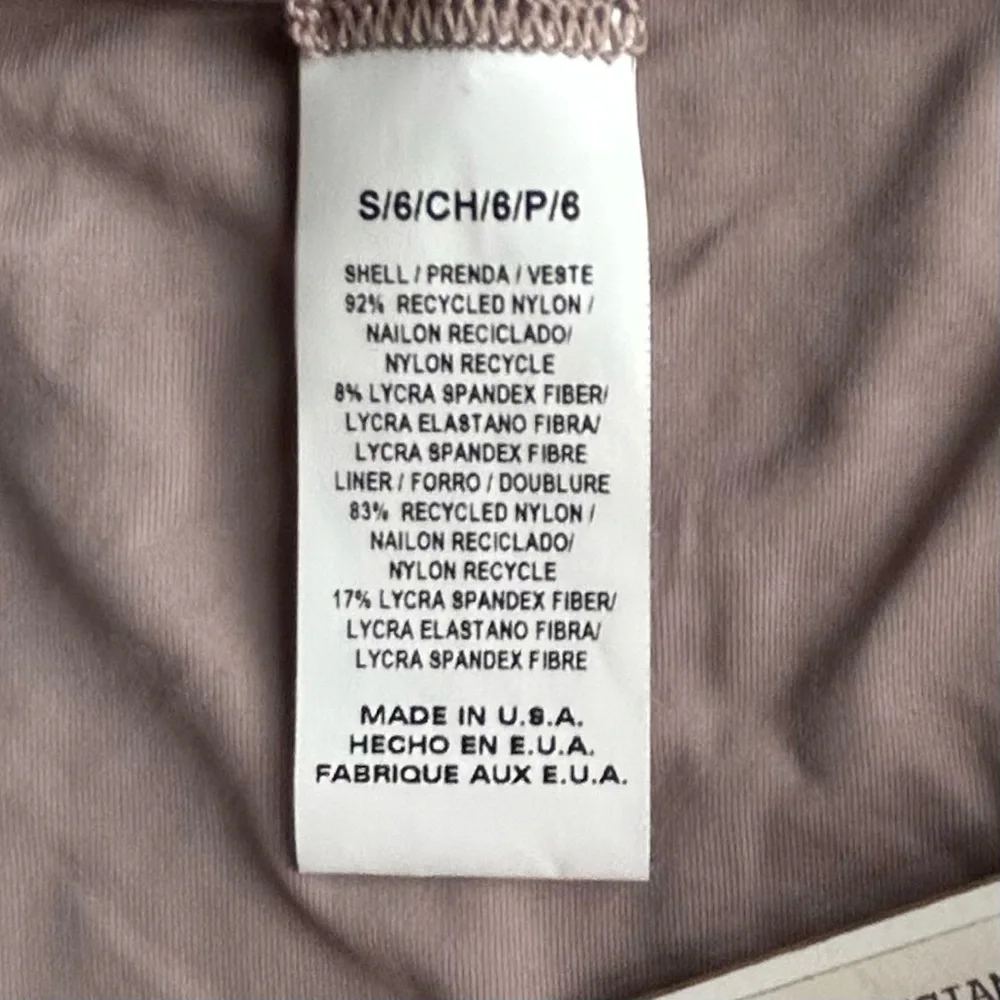 S/6/CH/6/P/6
SHELL / PRENDA / VESTE
92% RECYCLED NYLON /
NAILON RECICLADO/
NYLON RECYCLE
8% LYCRA SPANDEX FIBER/
LYCRA ELASTANO FIBRA/
LYCRA SPANDEX FIBRE
LINER / FORRO / DOUBLURE
83% RECYCLED NYLON /
NAILON RECICLADO/
NYLON RECYCLE
17% LYCRA SPANDEX FIBER/
LYCRA ELASTANO FIBRA/
LYCRA SPANDEX FIBRE
MADE IN U.S.A.
HECHO EN E.U.A.
FABRIQUE AUX E.U.A.